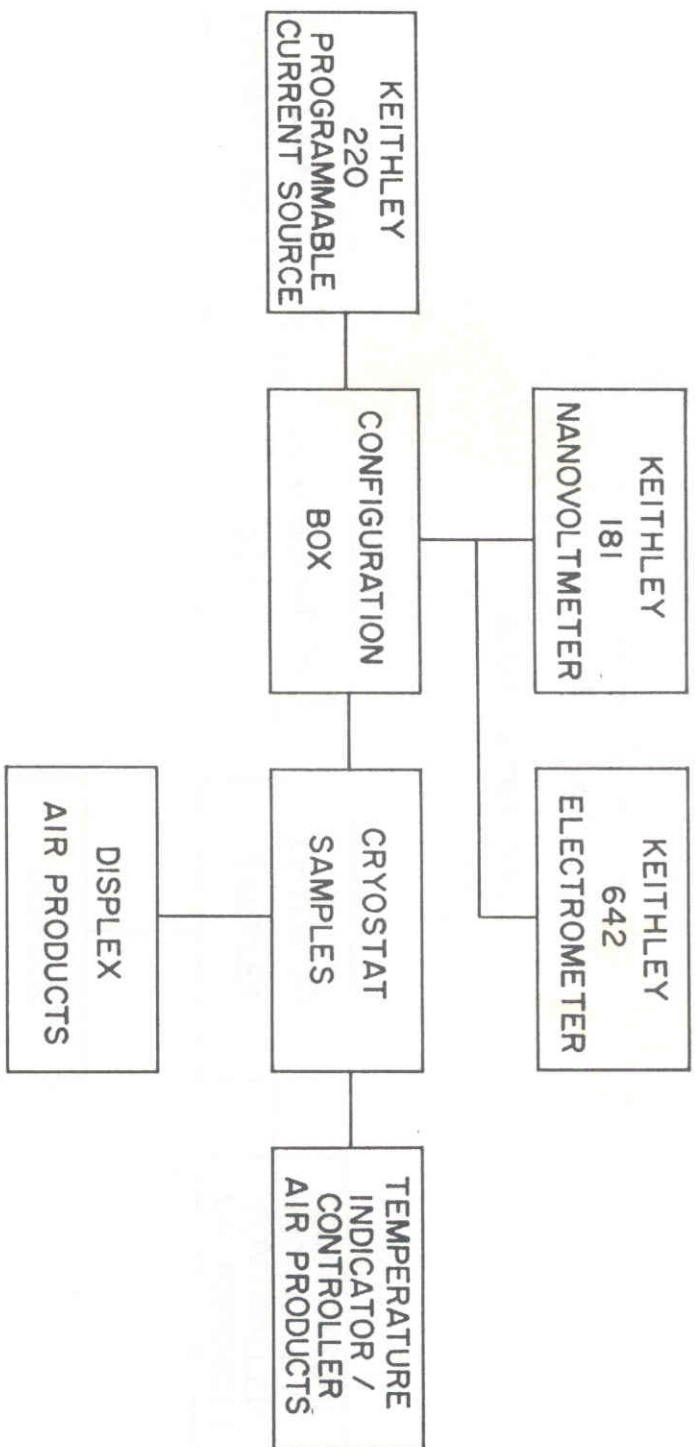 KEITHLEY
181
NANOVOLTMETER
KEITHLEY
642
ELECTROMETER
KEITHLEY
220
PROGRAMMABLE
CURRENT SOURCE
CONFIGURATION
BOX
CRYOSTAT
SAMPLES
TEMPERATURE
INDICATOR /
CONTROLLER
AIR PRODUCTS
DISPLEX
AIR PRODUCTS